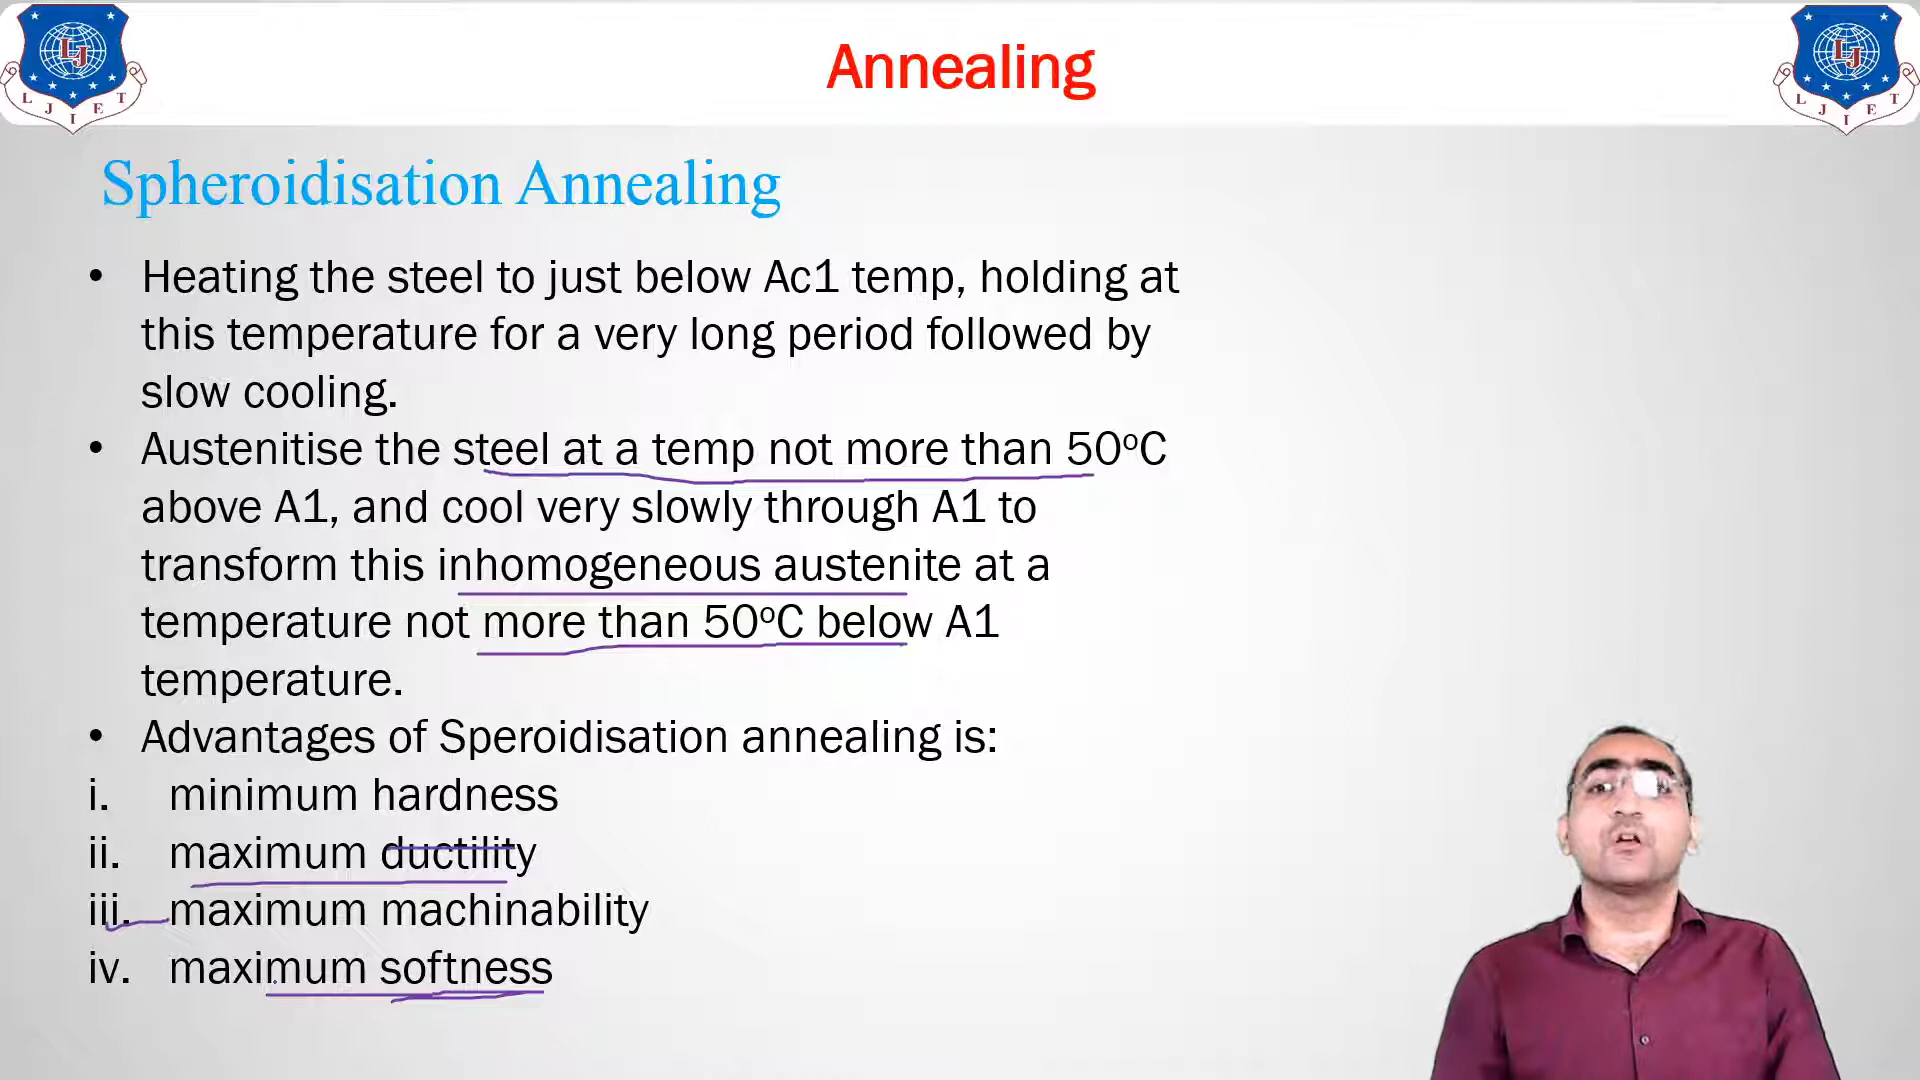 Annealing
L J I E T
L J I E T
LJ
LJ
Spheroidisation Annealing
• Heating the steel to just below Ac1 temp, holding at
this temperature for a very long period followed by
slow cooling.
• Austenitise the steel at a temp not more than 50ºC
above A1, and cool very slowly through A1 to
transform this inhomogeneous austenite at a
temperature not more than 50ºC below A1
temperature.
• Advantages of Speroidisation annealing is:
i. minimum hardness
ii. maximum ductility
iii. maximum machinability
iv. maximum softness